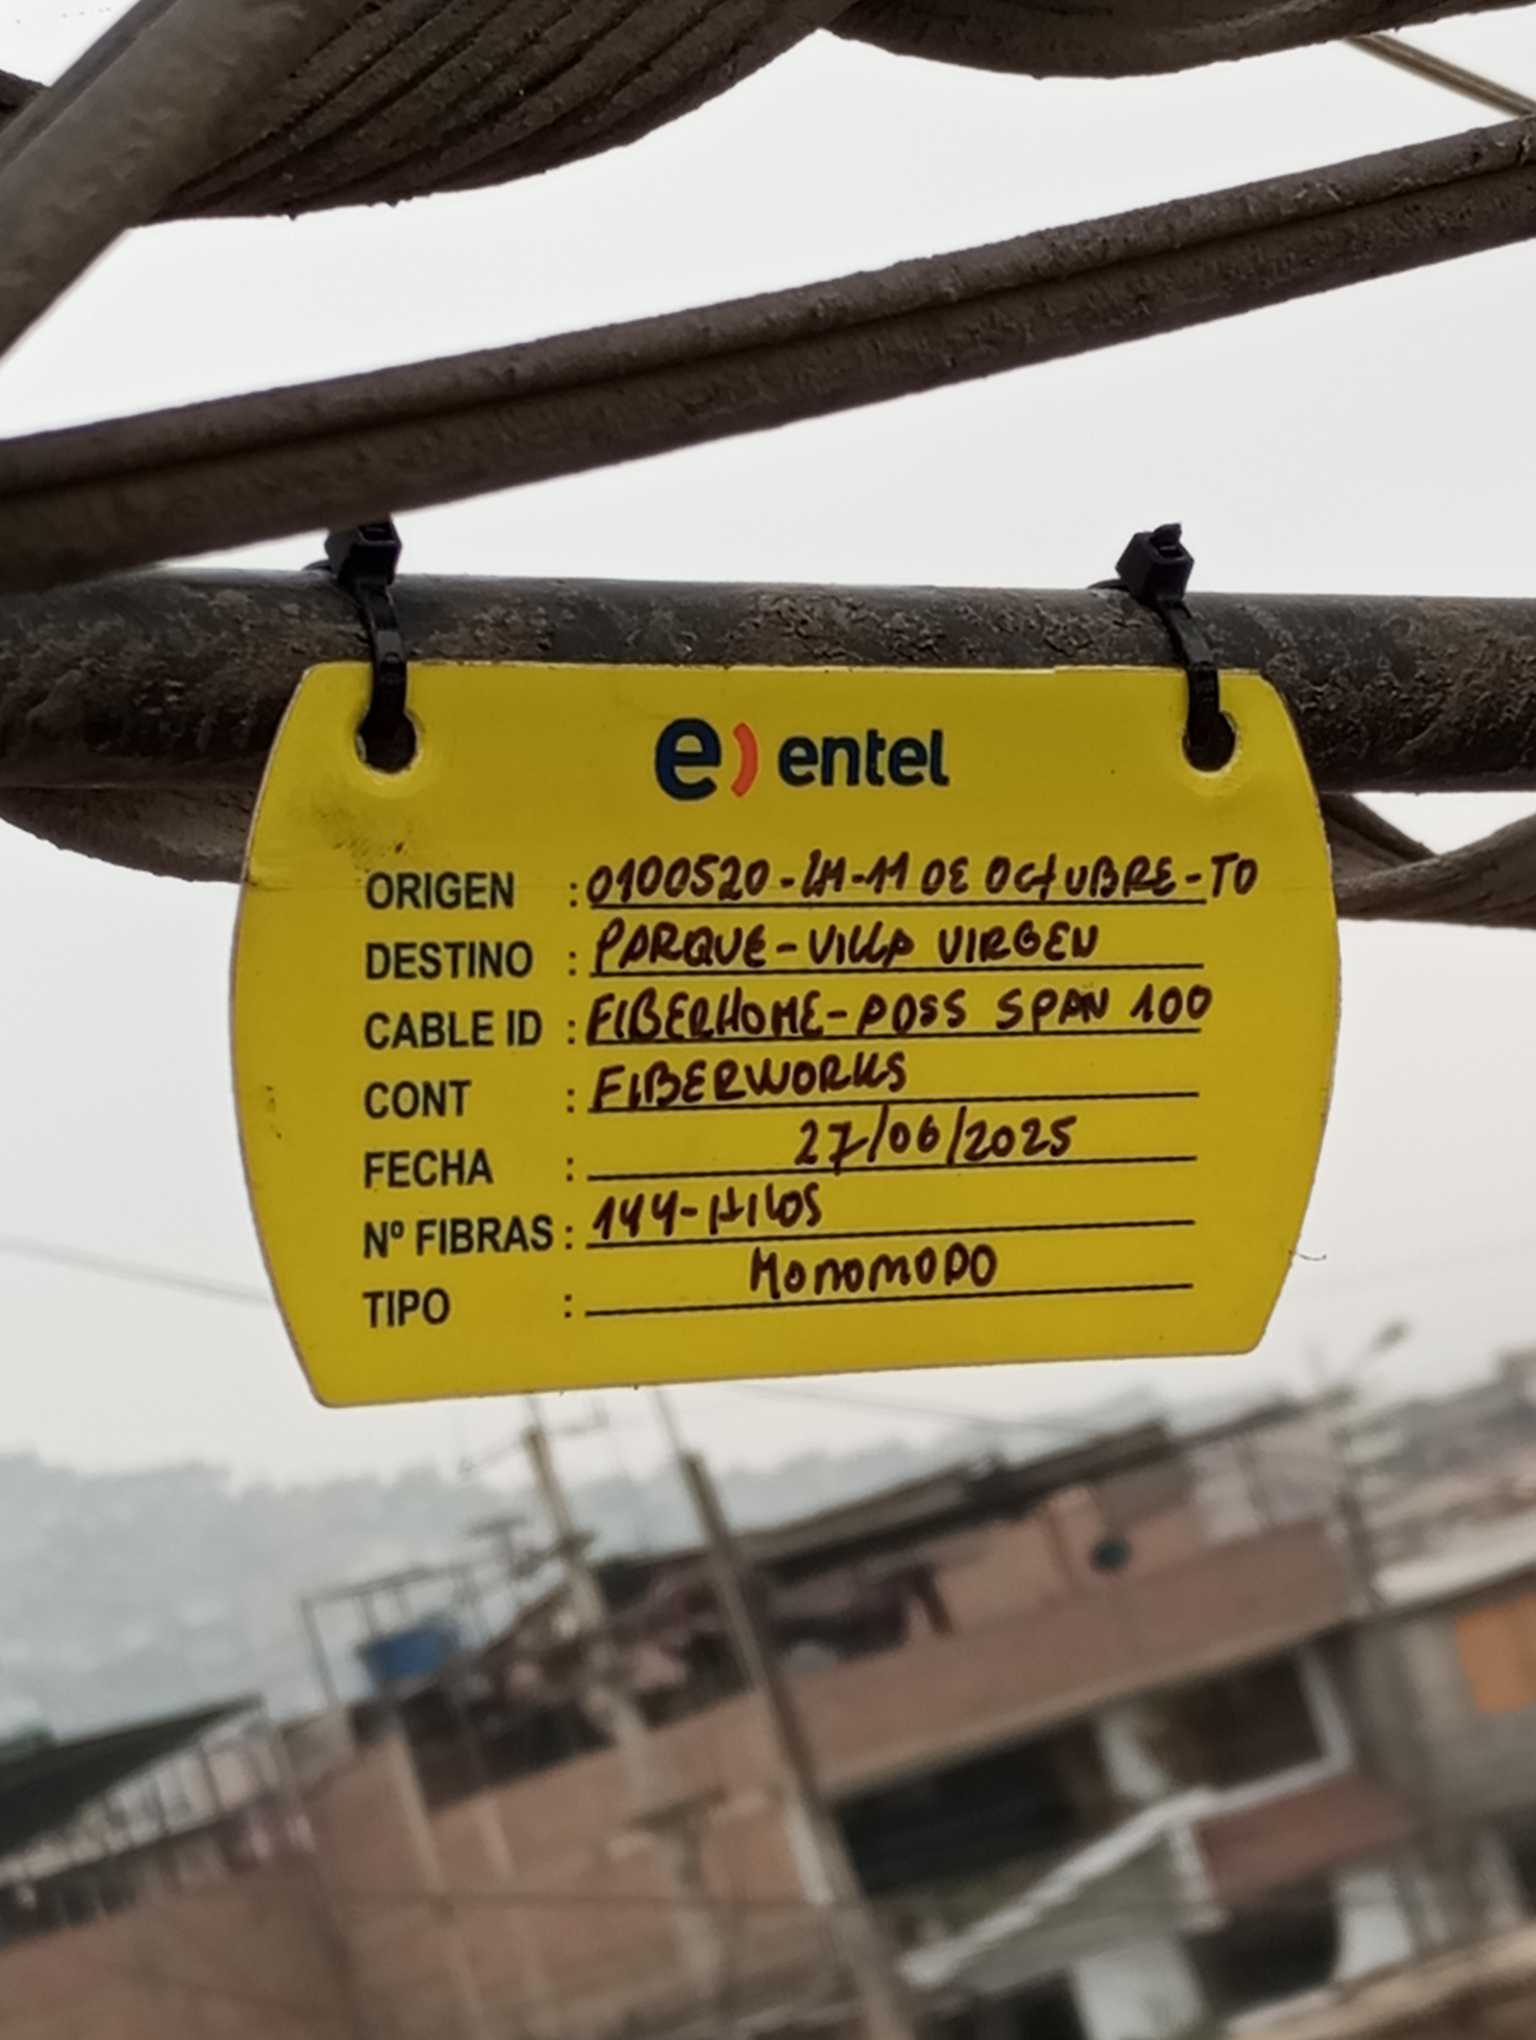 e) entel
ORIGEN : 0100520-LM-11 DE OCTUBRE-TO
DESTINO : PARQUE-VILLA VIRGEN
CABLE ID : FIBERHOME-ADSS SPAN 100
CONT : FIBERWORKS
FECHA : 27/06/2025
Nº FIBRAS : 144-HILOS
TIPO : MONOMODO